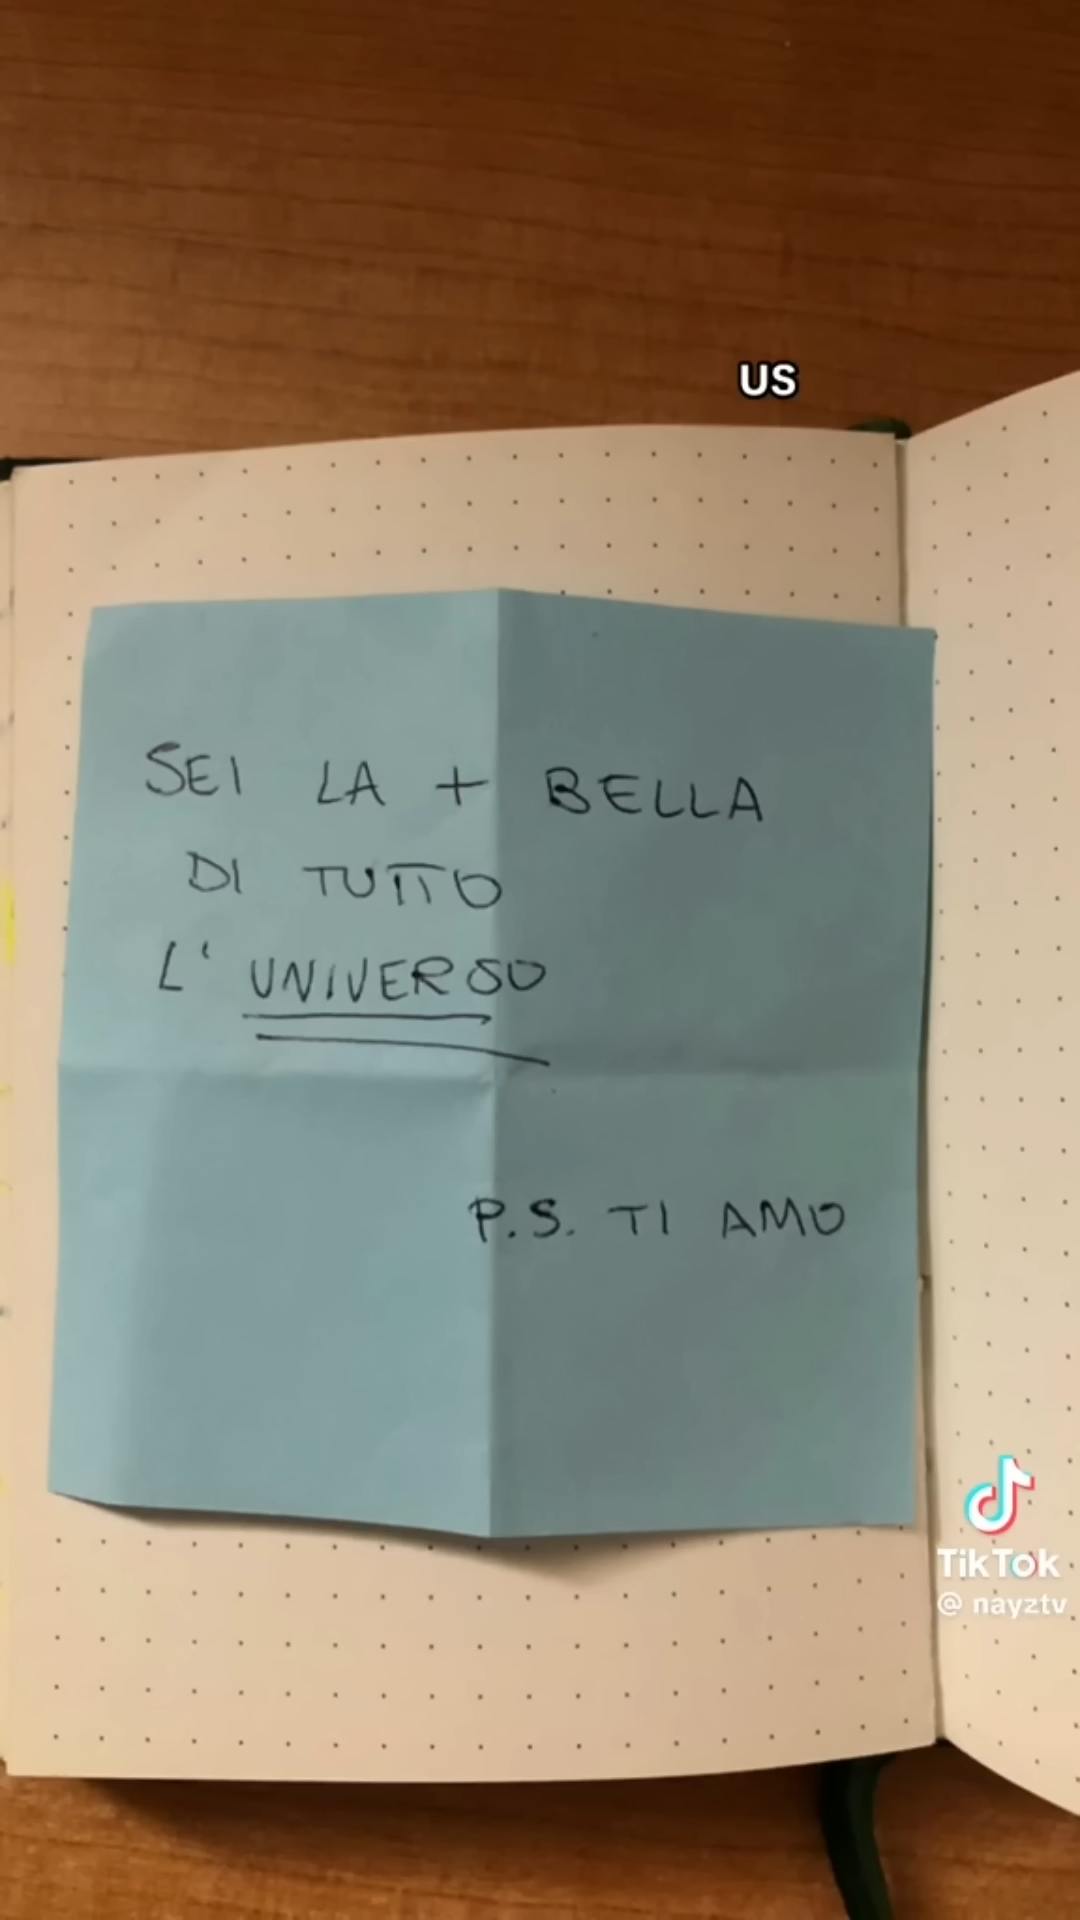 US
SEI LA + BELLA
DI TUTTO
L' UNIVERSO
P.S. TI AMO
TikTok
@ nayztv